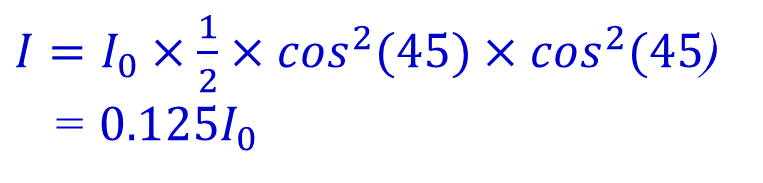 I = I₀ × 1/2 × cos²(45) × cos²(45)
= 0.125I₀